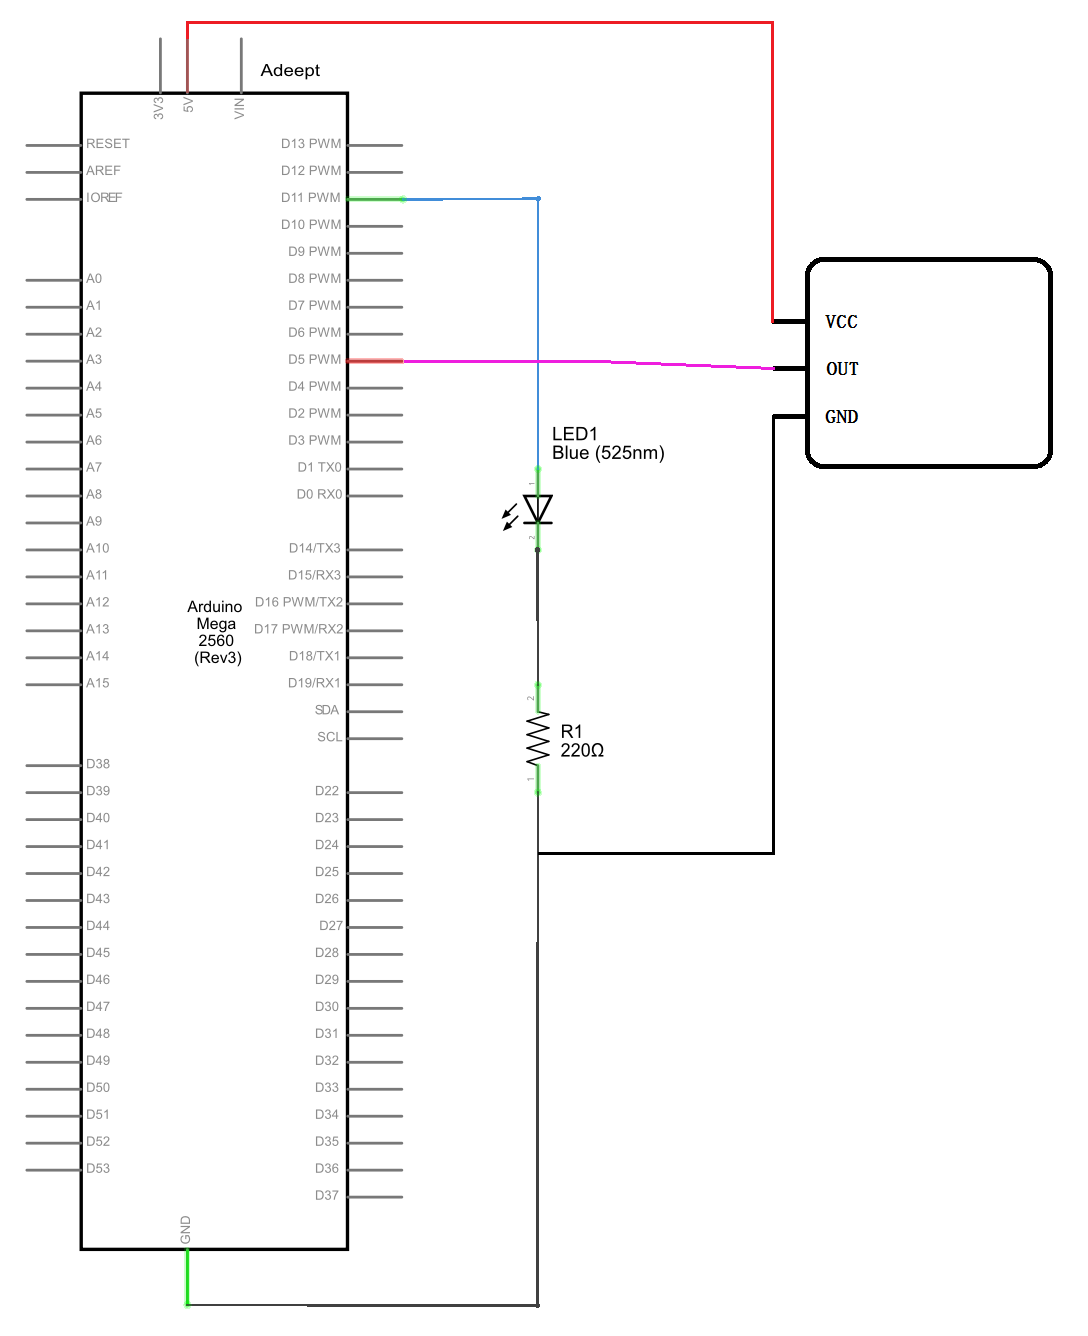 Adeept
3V3
5V
VIN
RESET
AREF
IOREF
D13 PWM
D12 PWM
D11 PWM
D10 PWM
D9 PWM
A0
A1
A2
A3
A4
A5
A6
A7
A8
A9
A10
A11
A12
A13
A14
A15
D8 PWM
D7 PWM
D6 PWM
D5 PWM
D4 PWM
D2 PWM
D3 PWM
D1 TX0
D0 RX0
D14/TX3
D15/RX3
D16 PWM/TX2
D17 PWM/RX2
D18/TX1
D19/RX1
SDA
SCL
Arduino
Mega
2560
(Rev3)
D38
D39
D40
D41
D42
D43
D44
D45
D46
D47
D48
D49
D50
D51
D52
D53
D22
D23
D24
D25
D26
D27
D28
D29
D30
D31
D32
D33
D34
D35
D36
D37
GND
LED1
Blue (525nm)
1
2
2
R1
220Ω
1
VCC
OUT
GND